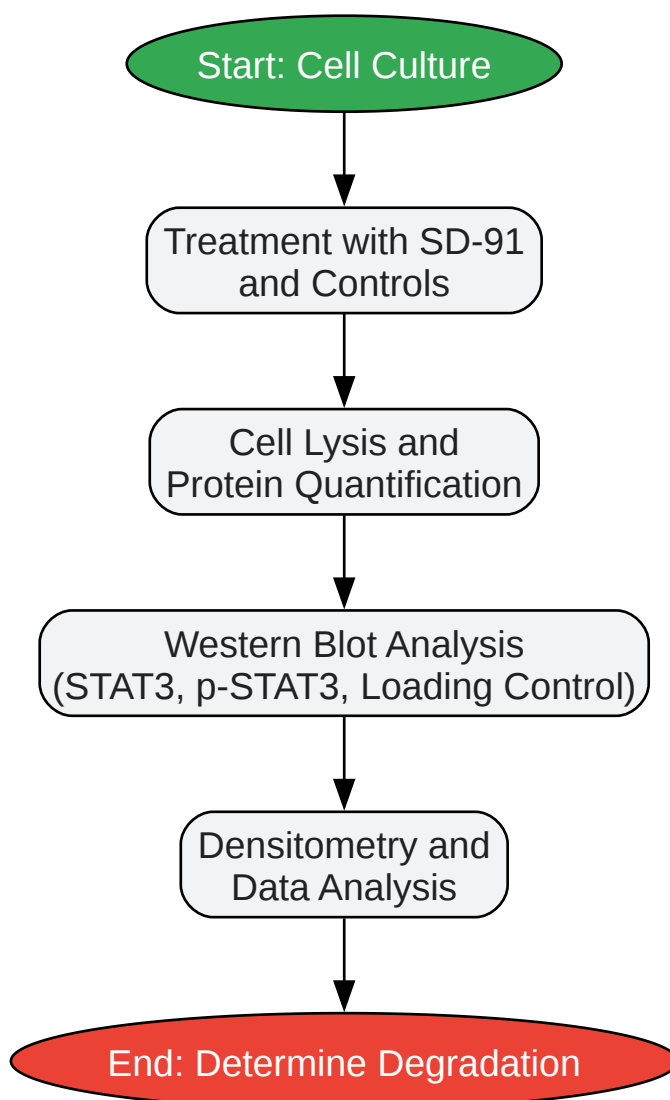 Start: Cell Culture
Treatment with SD-91
and Controls
Cell Lysis and
Protein Quantification
Western Blot Analysis
(STAT3, p-STAT3, Loading Control)
Densitometry and
Data Analysis
End: Determine Degradation